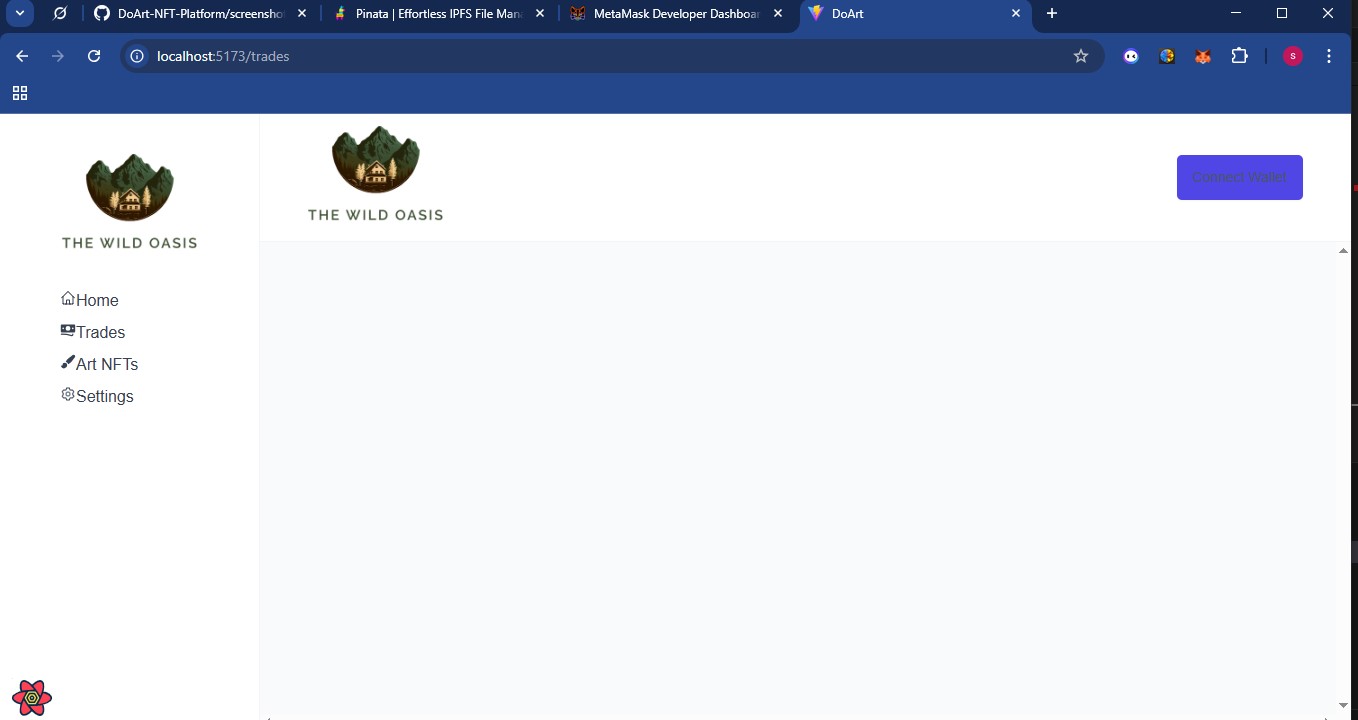 DoArt-NFT-Platform/screenshot
Pinata | Effortless IPFS File Man
MetaMask Developer Dashboar
DoArt
localhost:5173/trades
S
THE WILD OASIS
THE WILD OASIS
Connect Wallet
Home
Trades
Art NFTs
Settings